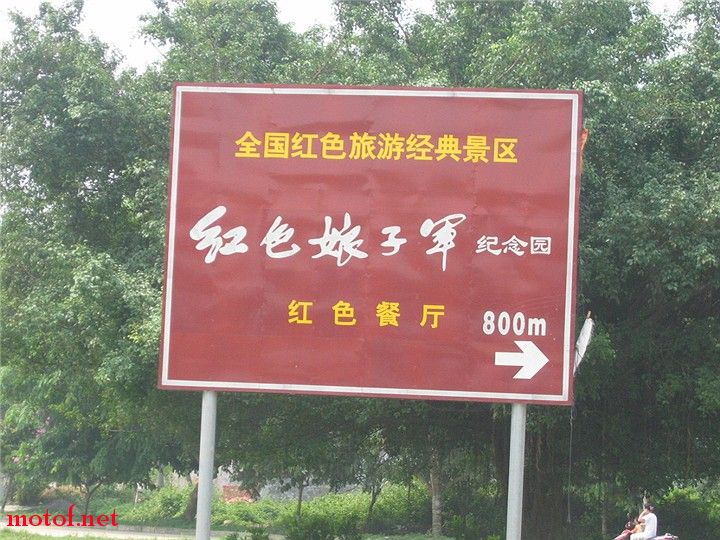 全国红色旅游经典景区
红色娘子军 纪念园
红色餐厅
800m
motof.net